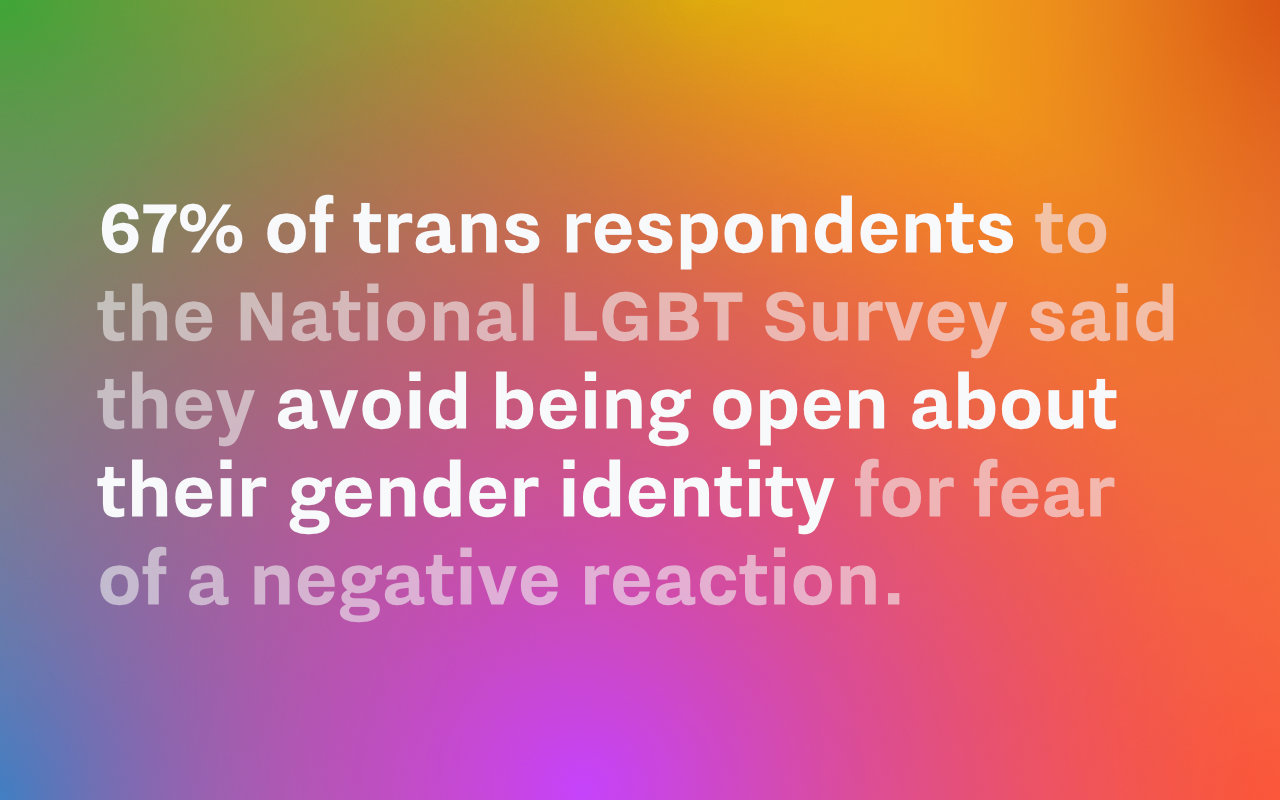 67% of trans respondents to
the National LGBT Survey said
they avoid being open about
their gender identity for fear
of a negative reaction.